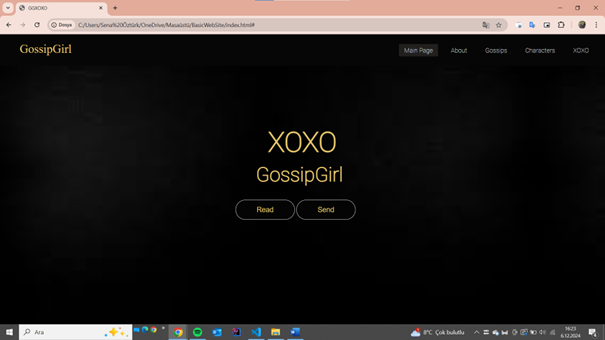 GGXOXO
Dosya C:/Users/Sena%20Öztürk/OneDrive/Masaüstü/BasicWebSite/index.html#
GossipGirl
Main Page About Gossips Characters XOXO
XOXO
GossipGirl
Read Send
Ara
8°C Çok bulutlu
16:23
6.12.2024